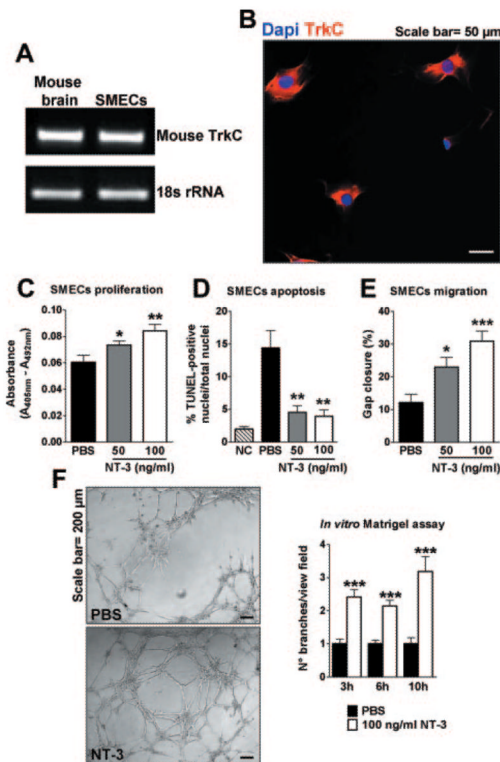 A
Mouse
brain SMECs
Mouse TrkC
18s rRNA
B
Dapi TrkC Scale bar= 50 µm
C SMECs proliferation
Absorbance
(A465nm - A492nm)
0.10
0.08
0.06
0.04
0.02
0.00
* **
PBS 50 100
NT-3 (ng/ml)
D SMECs apoptosis
% TUNEL-positive
nuclei/total nuclei
20
15
10
5
0
** **
NC PBS 50 100
NT-3 (ng/ml)
E SMECs migration
Gap closure (%)
40
30
20
10
0
* ***
PBS 50 100
NT-3 (ng/ml)
F
Scale bar= 200 µm
PBS
NT-3
In vitro Matrigel assay
N° branches/view field
4
3
2
1
0
*** *** ***
3h 6h 10h
PBS
100 ng/ml NT-3